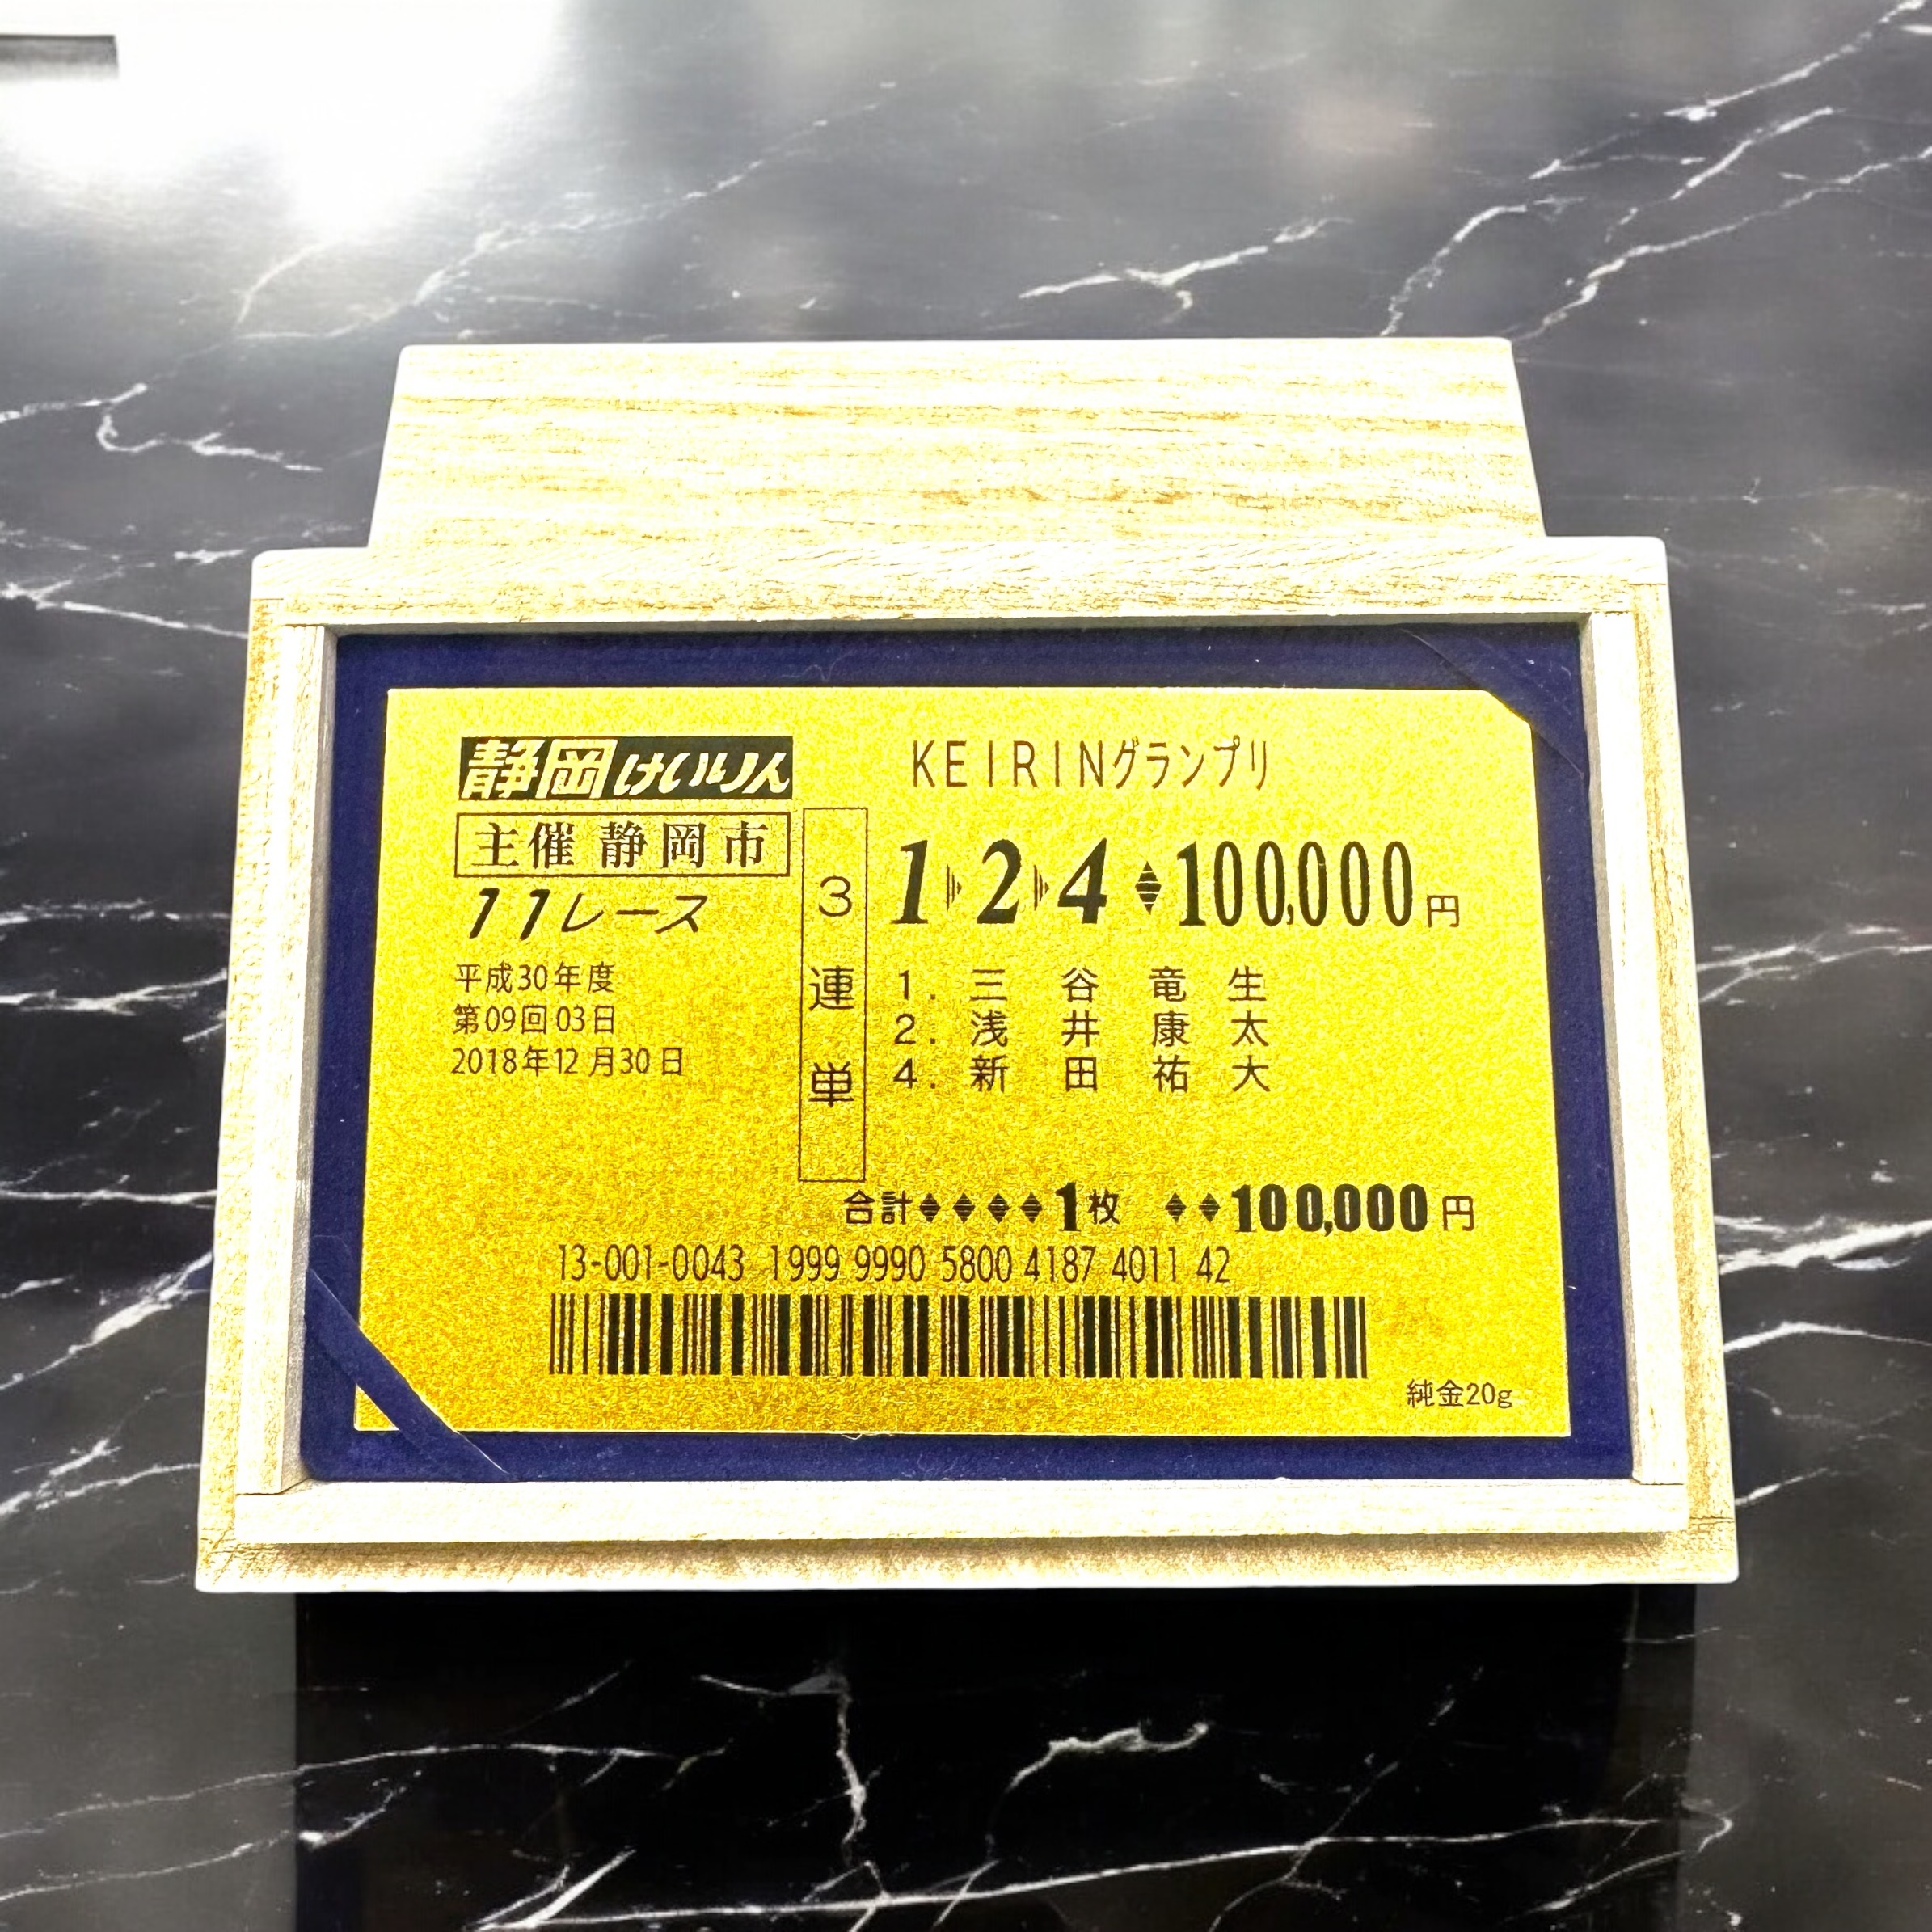 静岡けいりん
KEIRINグランプリ
主催 静岡市
11レース
平成30年度
第09回03日
2018年12月30日
3連単
1▶2▶4◆100,000円
1. 三谷竜生
2. 浅井康太
4. 新田祐大
合計◆◆◆◆1枚 ◆◆100,000円
13-001-0043 1999 9990 5800 4187 4011 42
純金20g